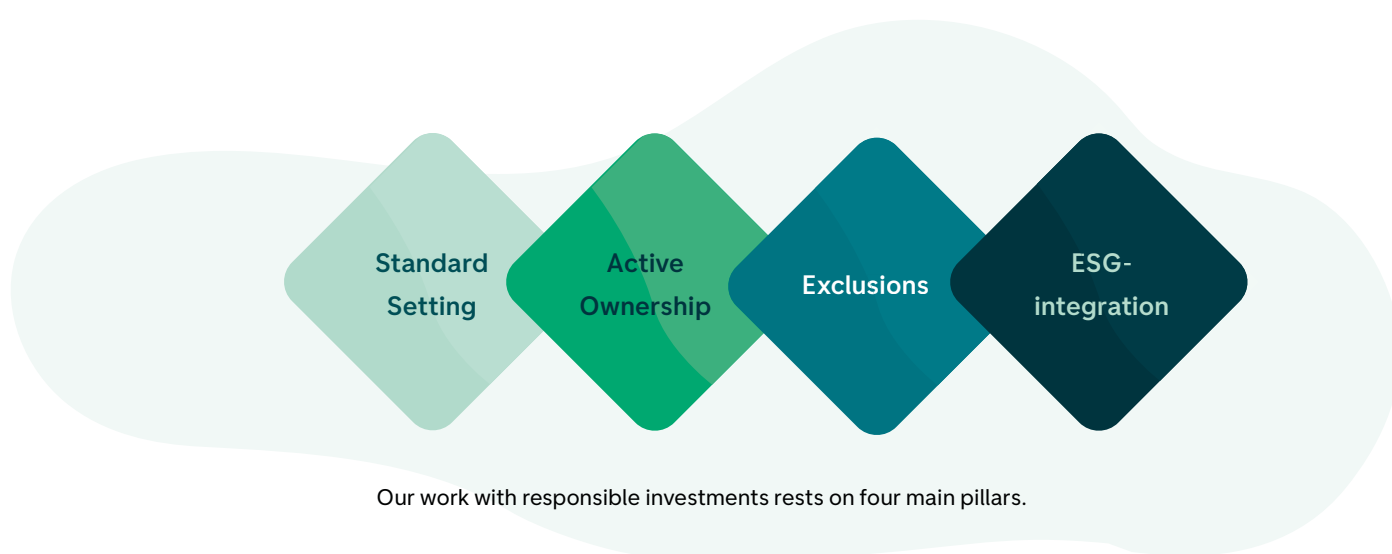 Standard
Setting
Active
Ownership
Exclusions
ESG-
integration
Our work with responsible investments rests on four main pillars.